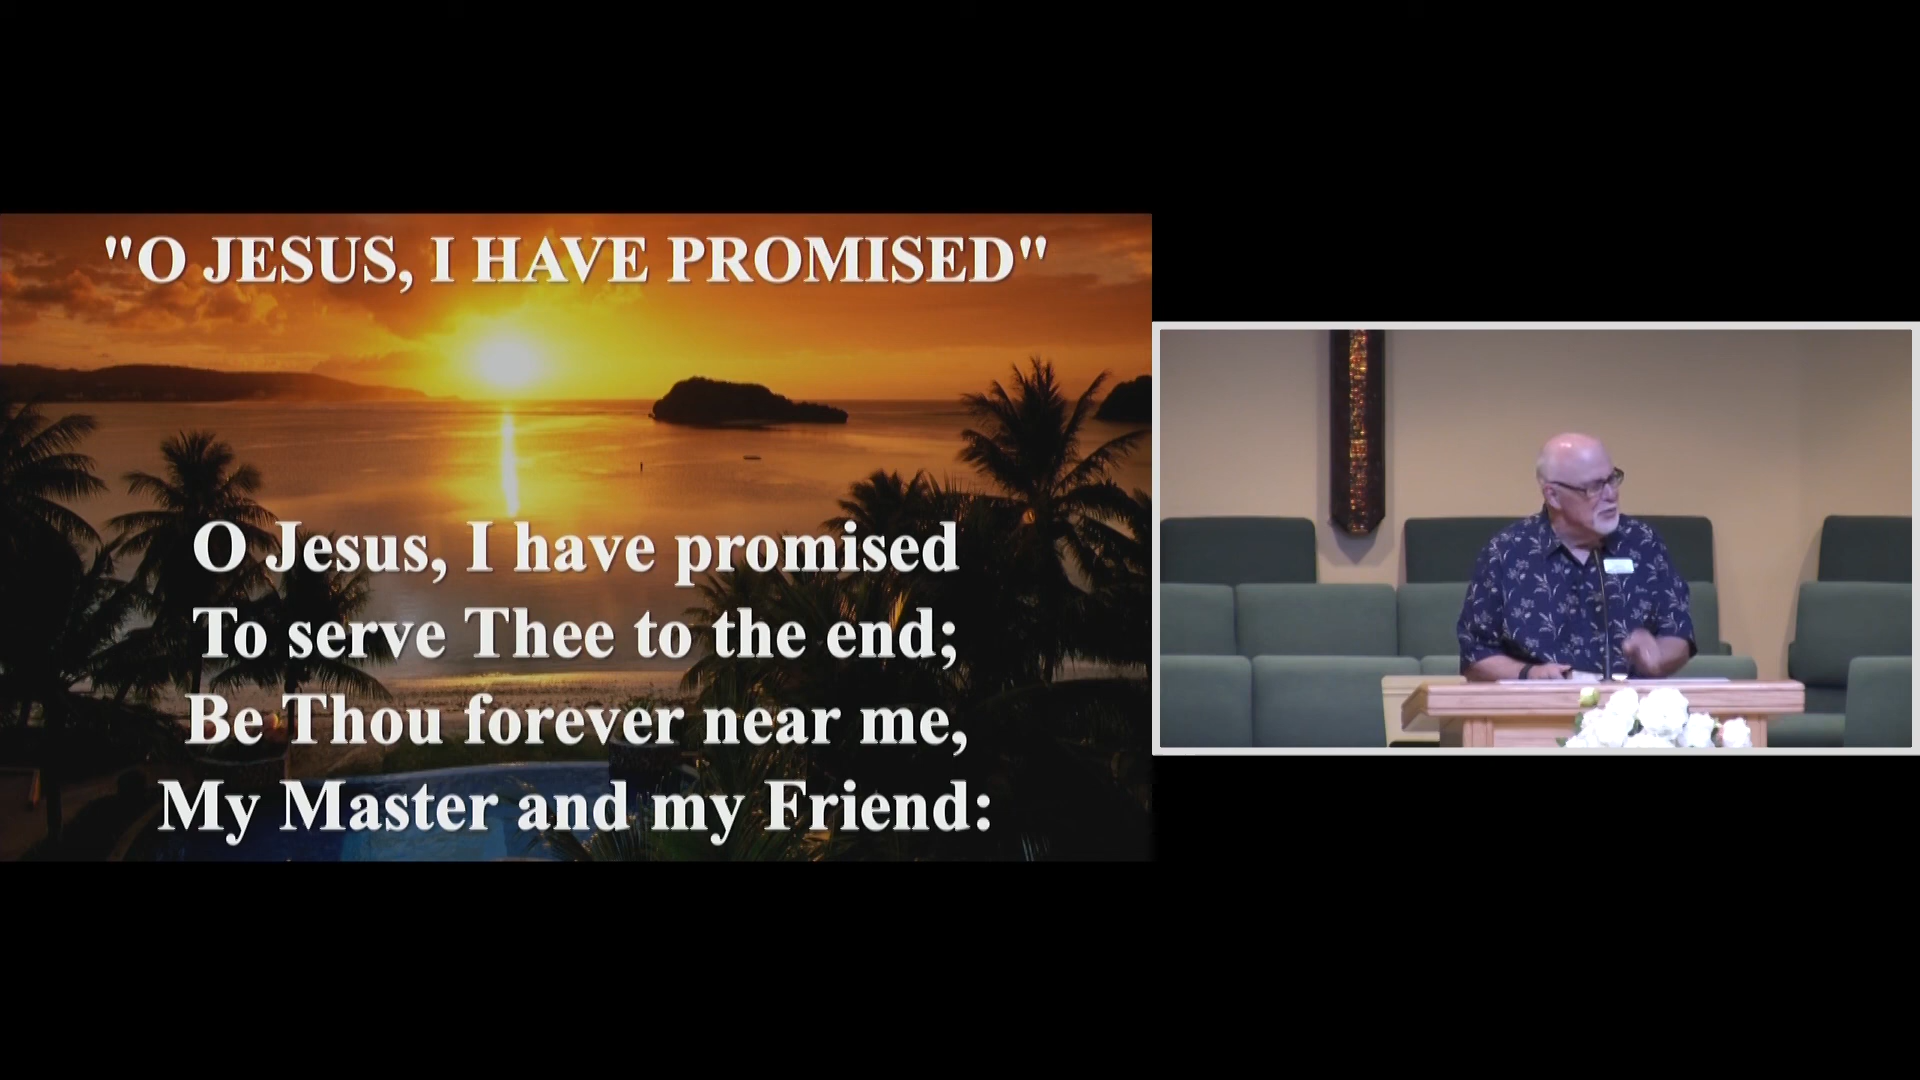 "O JESUS, I HAVE PROMISED"
O Jesus, I have promised
To serve Thee to the end;
Be Thou forever near me,
My Master and my Friend: